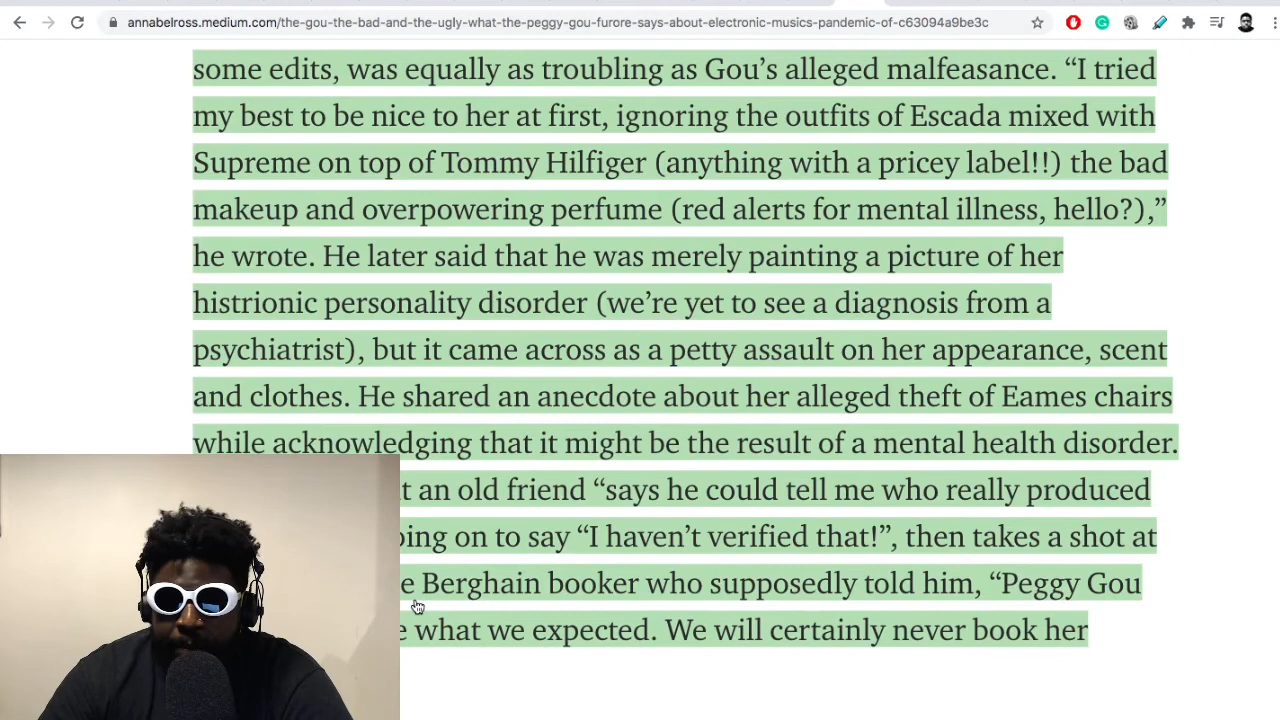 annabelross.medium.com/the-gou-the-bad-and-the-ugly-what-the-peggy-gou-furore-says-about-electronic-musics-pandemic-of-c63094a9be3c
some edits, was equally as troubling as Gou’s alleged malfeasance. “I tried
my best to be nice to her at first, ignoring the outfits of Escada mixed with
Supreme on top of Tommy Hilfiger (anything with a pricey label!!) the bad
makeup and overpowering perfume (red alerts for mental illness, hello?),”
he wrote. He later said that he was merely painting a picture of her
histrionic personality disorder (we’re yet to see a diagnosis from a
psychiatrist), but it came across as a petty assault on her appearance, scent
and clothes. He shared an anecdote about her alleged theft of Eames chairs
while acknowledging that it might be the result of a mental health disorder.
an old friend “says he could tell me who really produced
on to say “I haven’t verified that!”, then takes a shot at
Berghain booker who supposedly told him, “Peggy Gou
what we expected. We will certainly never book her